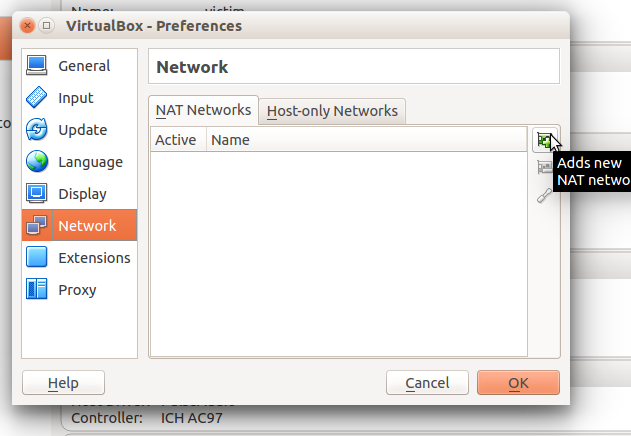 Name: victim
VirtualBox - Preferences
General
Input
Update
Language
Display
Network
Extensions
Proxy
Network
NAT Networks
Host-only Networks
Active
Name
Adds new
NAT netwo
to
Help
Cancel
OK
Controller: ICH AC97